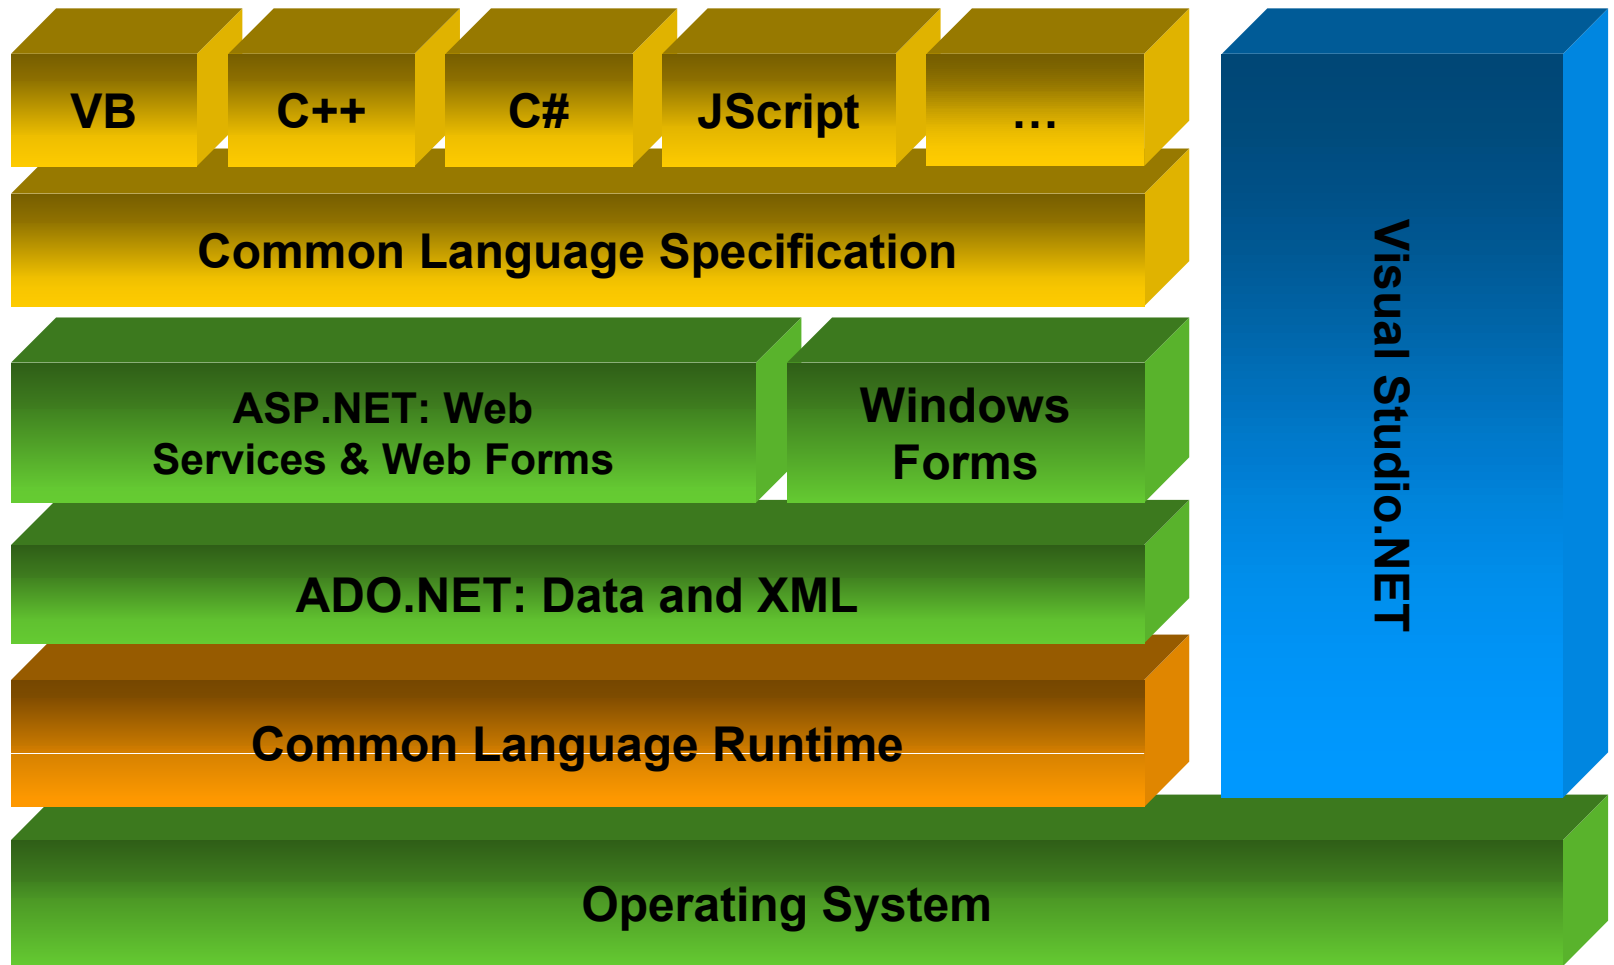 VB
C++
C#
JScript
...
Common Language Specification
ASP.NET: Web
Services & Web Forms
Windows
Forms
ADO.NET: Data and XML
Common Language Runtime
Operating System
Visual Studio.NET